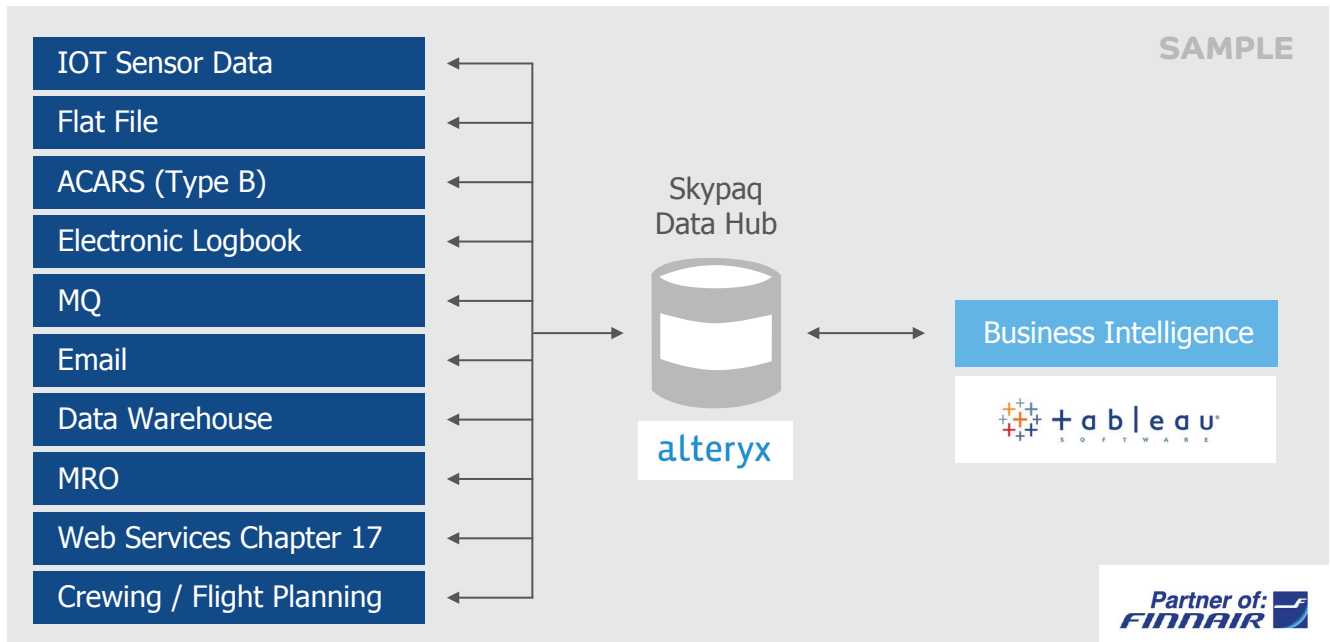 SAMPLE
IOT Sensor Data
Flat File
ACARS (Type B)
Electronic Logbook
MQ
Email
Data Warehouse
MRO
Web Services Chapter 17
Crewing / Flight Planning
Skypaq
Data Hub
alteryx
Business Intelligence
+ableau
SOFTWARE
Partner of:
FINNAIR